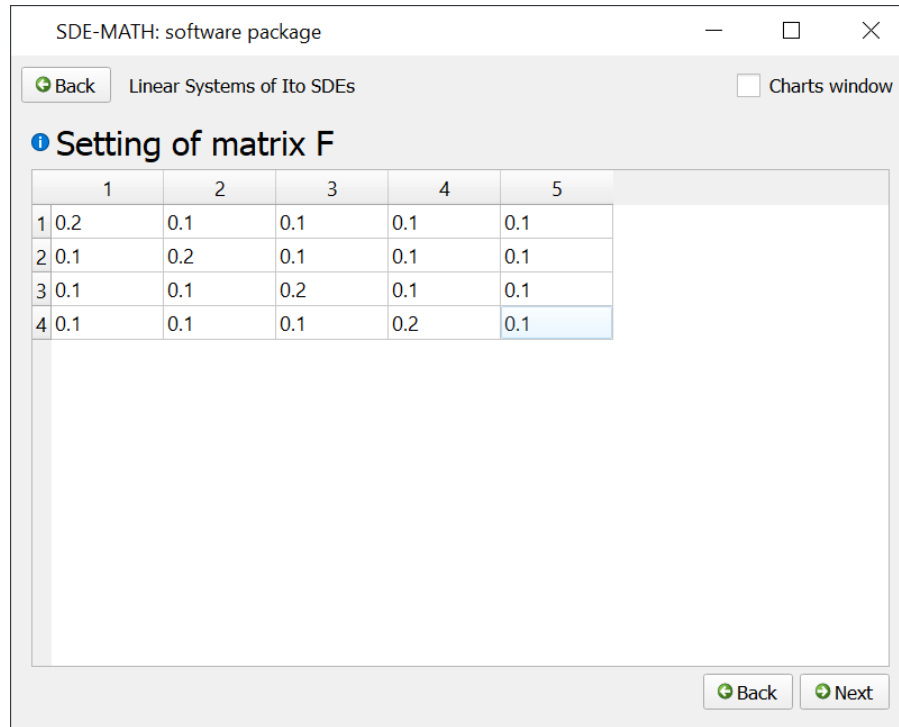 SDE-MATH: software package
Back Linear Systems of Ito SDEs Charts window
Setting of matrix F
1 2 3 4 5
1 0.2 0.1 0.1 0.1 0.1
2 0.1 0.2 0.1 0.1 0.1
3 0.1 0.1 0.2 0.1 0.1
4 0.1 0.1 0.1 0.2 0.1
Back Next